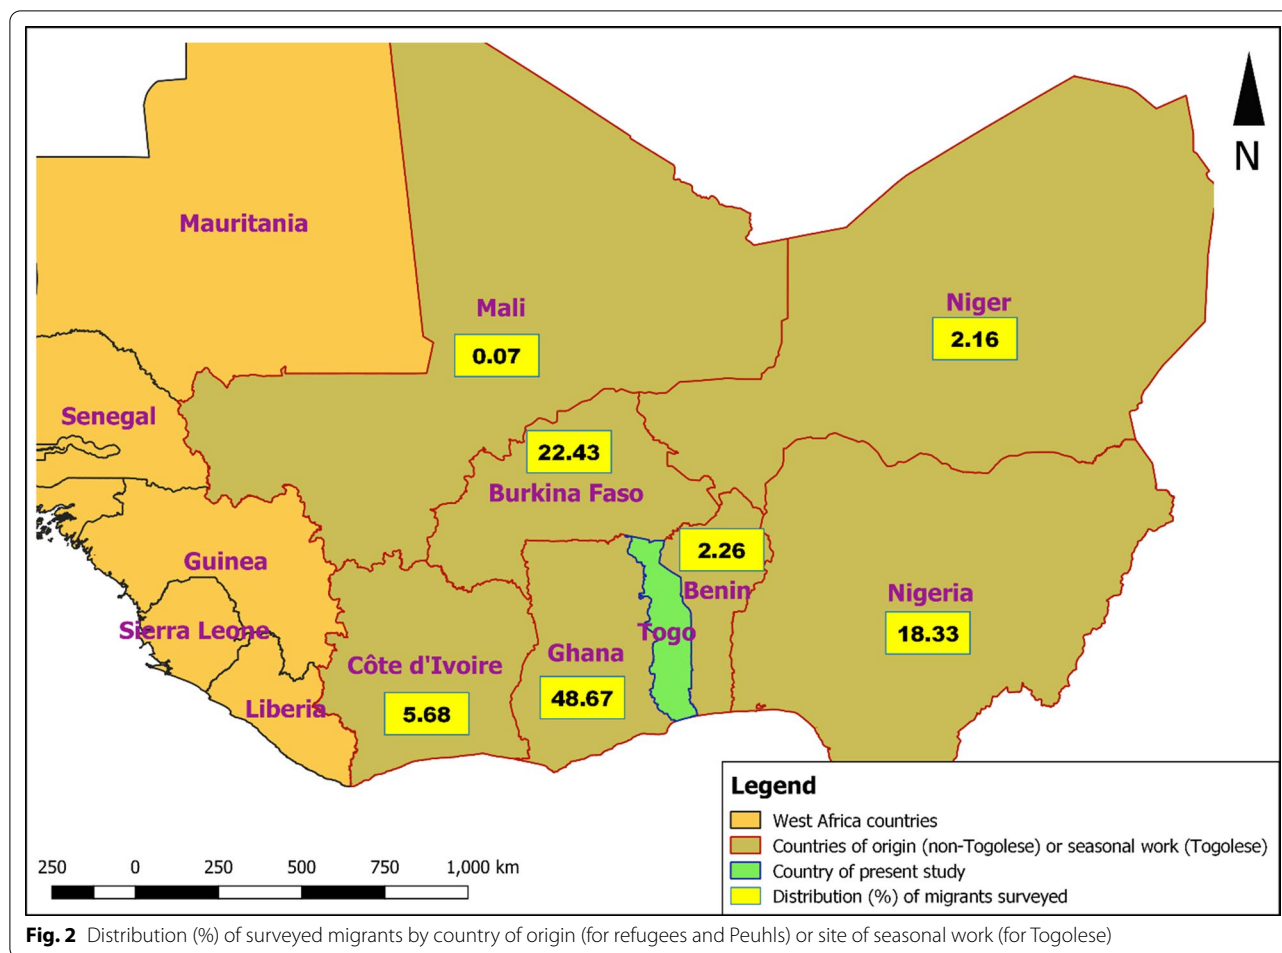 N
Mauritania
Mali
0.07
Niger
2.16
Senegal
22.43
Burkina Faso
Guinea
2.26
Benin
Nigeria
18.33
Sierra Leone
Togo
Ghana
48.67
Côte d'Ivoire
5.68
Liberia
Legend
West Africa countries
Countries of origin (non-Togolese) or seasonal work (Togolese)
Country of present study
Distribution (%) of migrants surveyed
250 0 250 500 750 1,000 km
Fig. 2 Distribution (%) of surveyed migrants by country of origin (for refugees and Peuhls) or site of seasonal work (for Togolese)